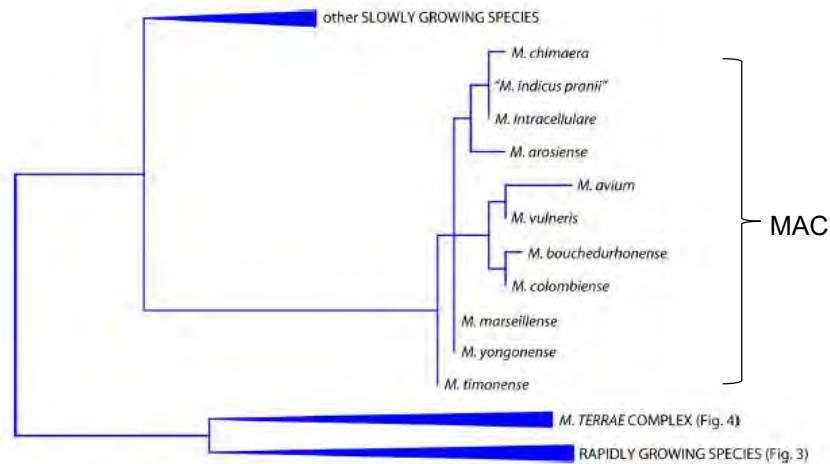 other SLOWLY GROWING SPECIES
M. chimaera
"M. indicus pranii"
M. Intracellulare
M. arosiense
M. avium
MAC
M. vulneris
M. bouchedurhonense
M. colombiense
M. marseillense
M. yongonense
M. timonense
M. TERRAE COMPLEX (Fig. 4)
RAPIDLY GROWING SPECIES (Fig. 3)